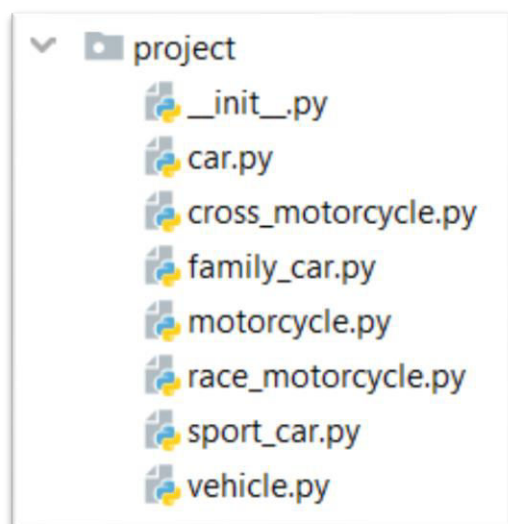 project
__init__.py
car.py
cross_motorcycle.py
family_car.py
motorcycle.py
race_motorcycle.py
sport_car.py
vehicle.py